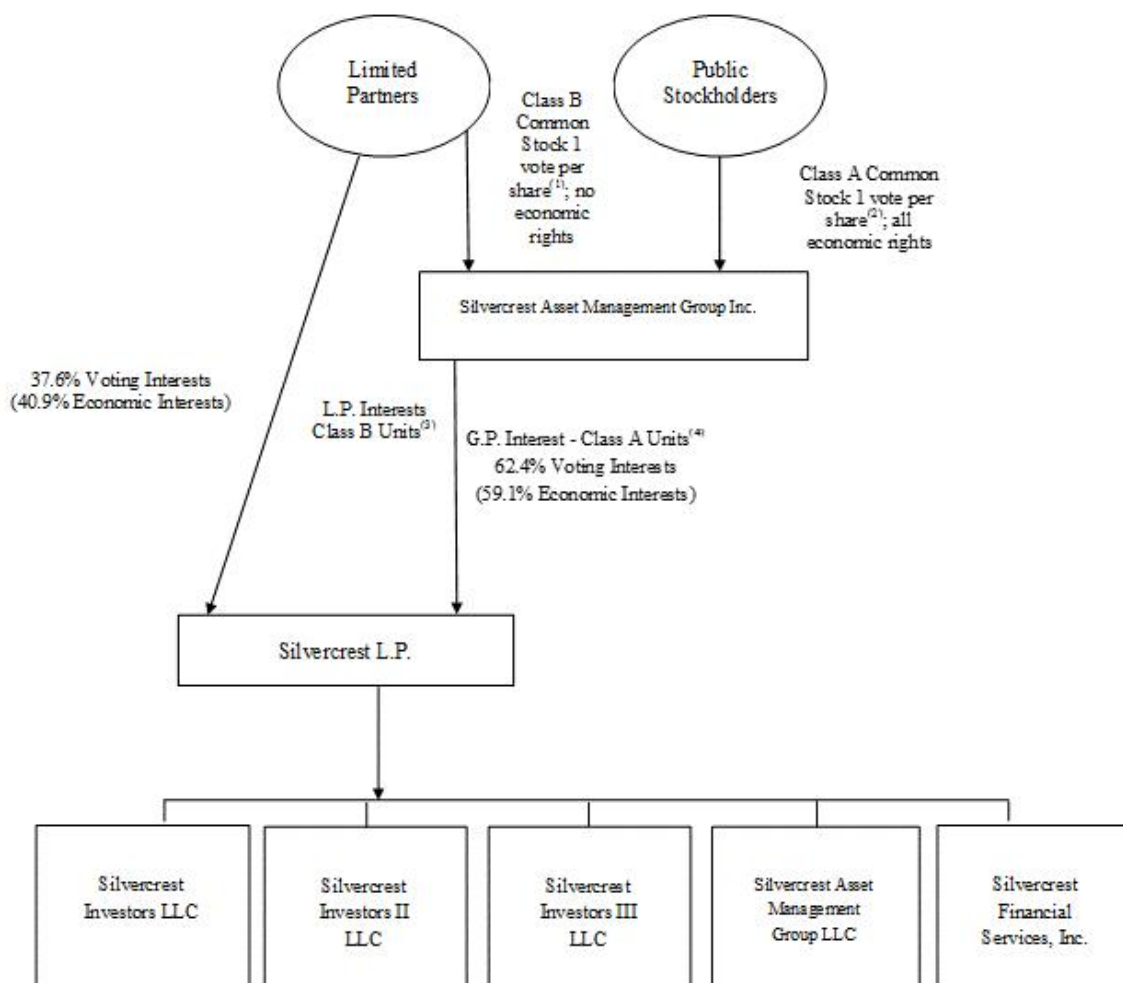 Limited
Partners
Public
Stockholders
Class B
Common
Stock 1
vote per
share(1); no
economic
rights
Class A Common
Stock 1 vote per
share(2); all
economic rights
Silvercrest Asset Management Group Inc.
37.6% Voting Interests
(40.9% Economic Interests)
L.P. Interests
Class B Units(3)
G.P. Interest - Class A Units(4)
62.4% Voting Interests
(59.1% Economic Interests)
Silvercrest L.P.
Silvercrest
Investors LLC
Silvercrest
Investors II
LLC
Silvercrest
Investors III
LLC
Silvercrest Asset
Management
Group LLC
Silvercrest
Financial
Services, Inc.